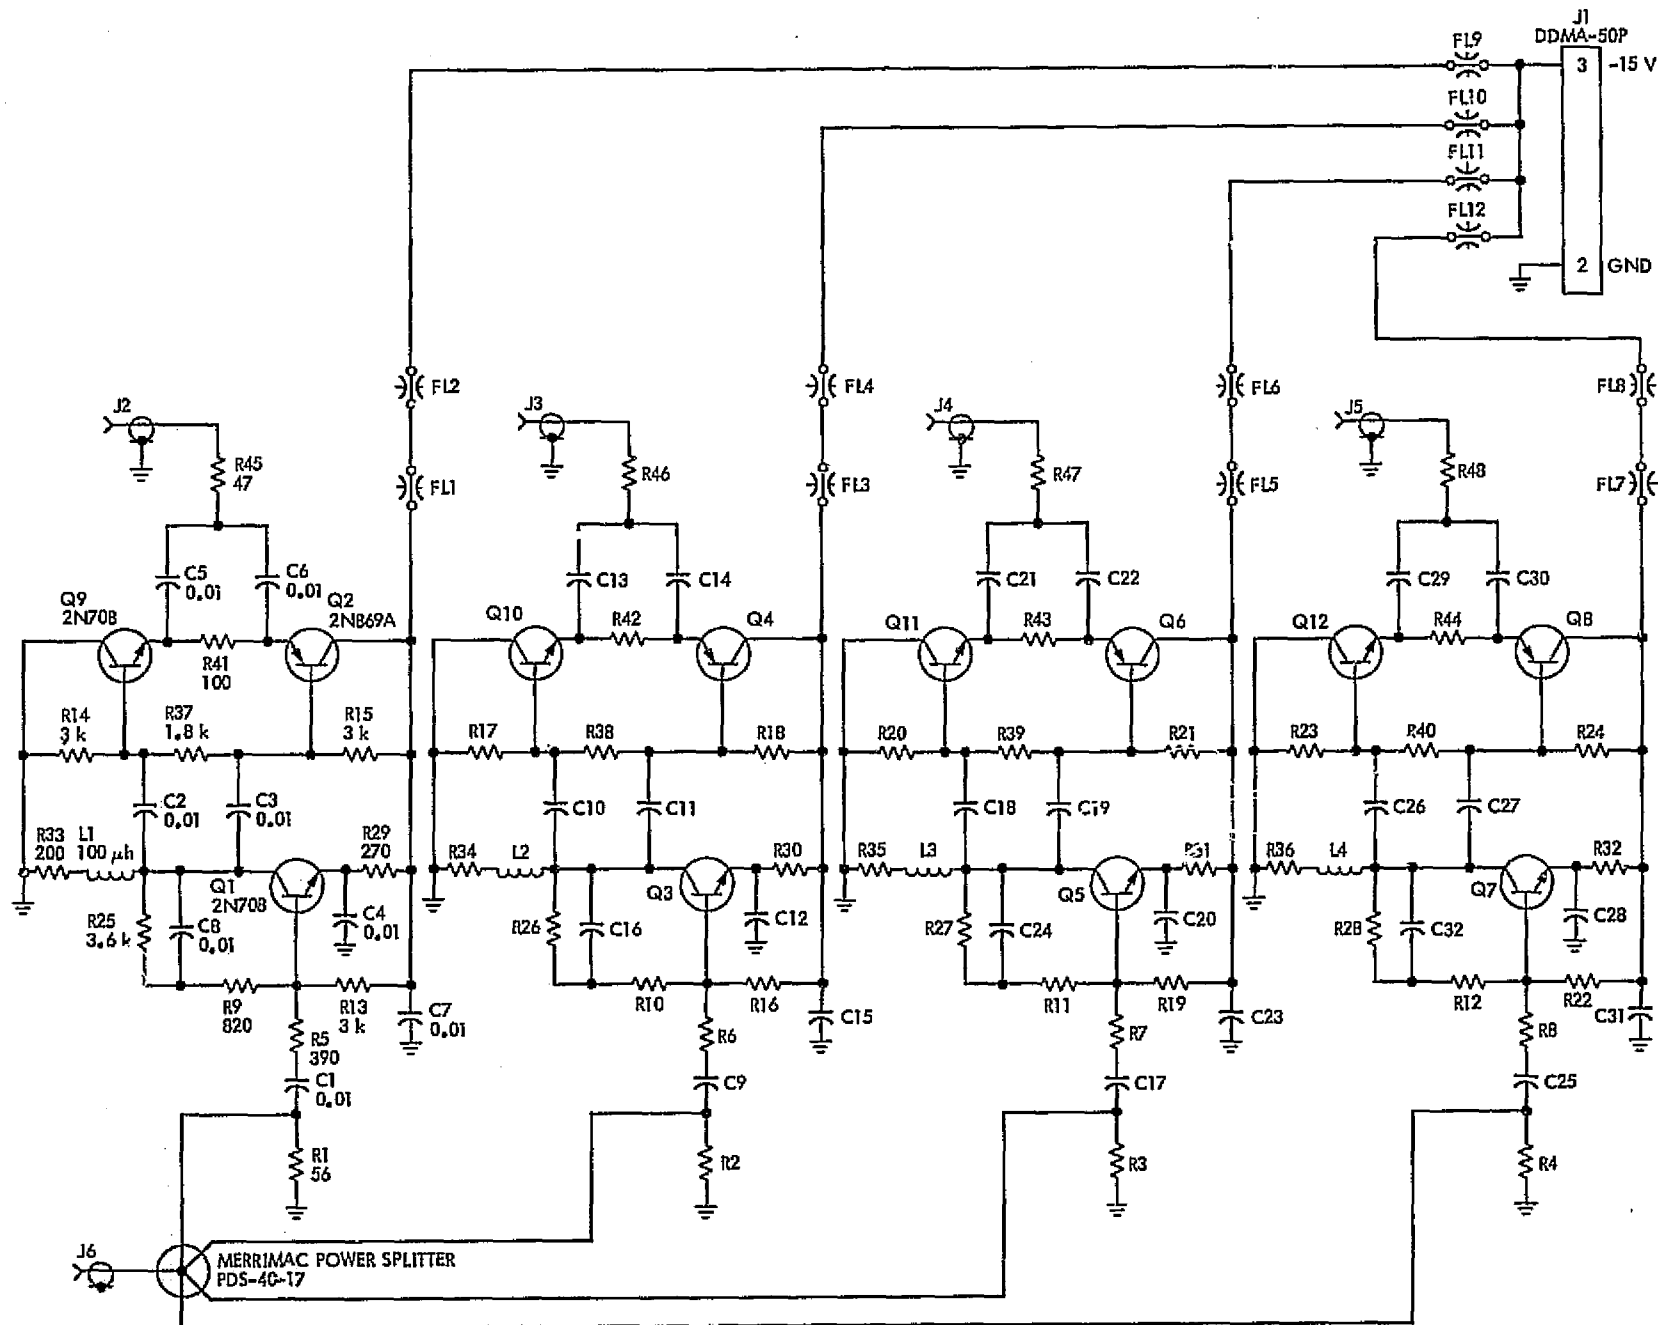 J1
DDMA-50P
FL9
3 -15 V
FL10
FL11
FL12
2 GND
FL2 FL4 FL6 FL8
J2 J3 J4 J5
R45
47
R46 R47 R48
FL1 FL3 FL5 FL7
C5
0.01
C6
0.01
C13 C14 C21 C22 C29 C30
Q9
2N708
Q2
2N869A
Q10 R42 Q4 Q11 R43 Q6 Q12 R44 Q8
R41
100
R14
3 k
R37
1.8 k
R15
3 k
R17 R38 R18 R20 R39 R21 R23 R40 R24
C2
0.01
C3
0.01
C10 C11 C18 C19 C26 C27
R33
200
L1
100 μh
R29
270
R34 L2 R30 R35 L3 R31 R36 L4 R32
Q1
2N708
Q3 Q5 Q7
R25
3.6 k
C8
0.01
C4
0.01
R26 C16 C12 R27 C24 C20 R28 C32 C28
R9
820
R13
3 k
C7
0.01
R10 R16 C15 R11 R19 C23 R12 R22 C31
R5
390
R6 R7 R8
C1
0.01
C9 C17 C25
R1
56
R2 R3 R4
J6
MERRIMAC POWER SPLITTER
PDS-40-17